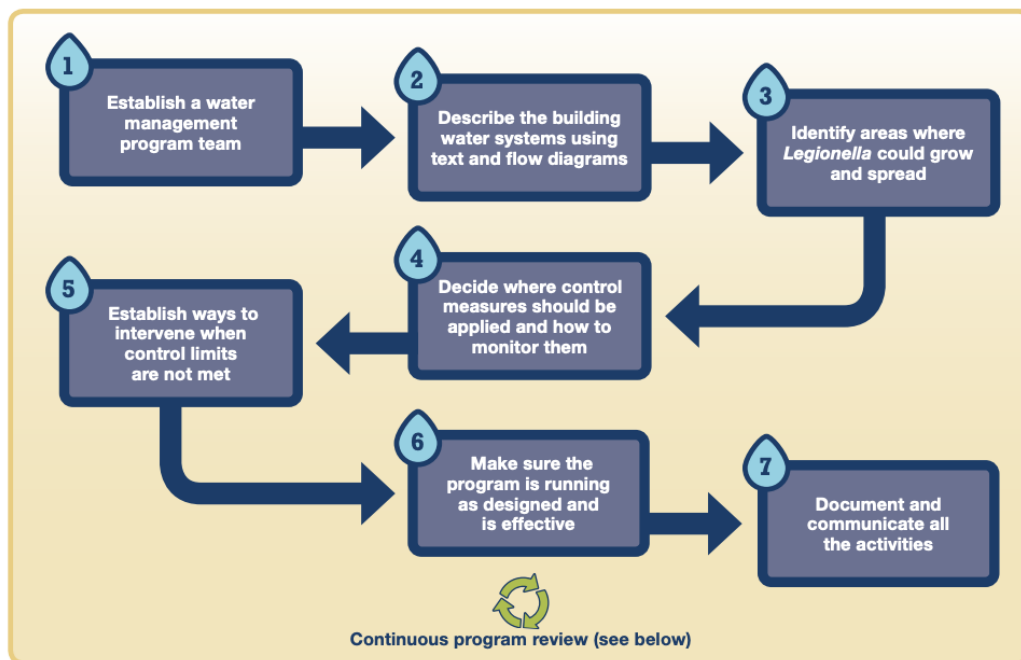 1
Establish a water
management
program team
2
Describe the building
water systems using
text and flow diagrams
3
Identify areas where
Legionella could grow
and spread
4
Decide where control
measures should be
applied and how to
monitor them
5
Establish ways to
intervene when
control limits
are not met
6
Make sure the
program is running
as designed and
is effective
7
Document and
communicate all
the activities
Continuous program review (see below)